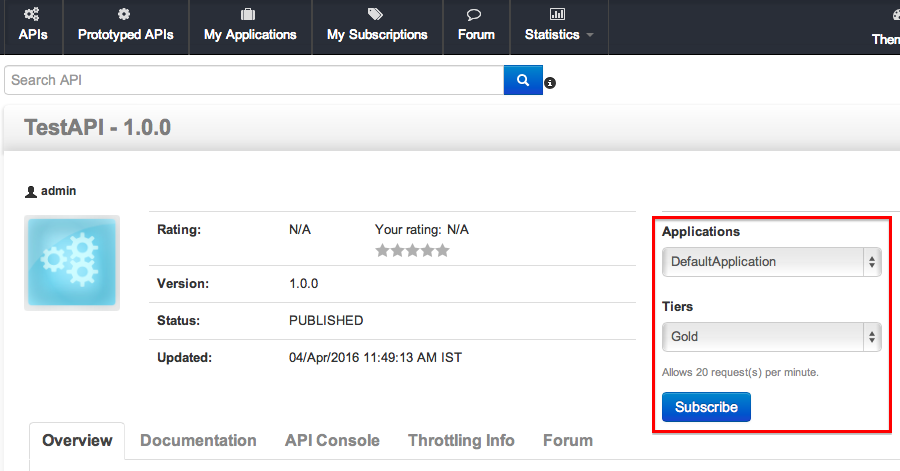 APIs Prototyped APIs My Applications My Subscriptions Forum Statistics
Search API
TestAPI - 1.0.0
admin
Rating: N/A Your rating: N/A
Version: 1.0.0
Status: PUBLISHED
Updated: 04/Apr/2016 11:49:13 AM IST
Applications
DefaultApplication
Tiers
Gold
Allows 20 request(s) per minute.
Subscribe
Overview Documentation API Console Throttling Info Forum